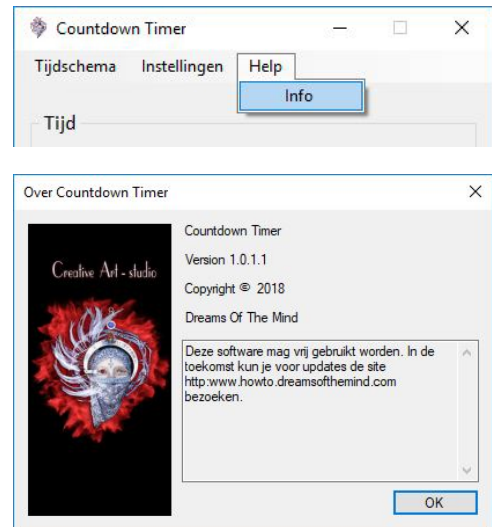 Countdown Timer
Tijdschema Instellingen Help
Info
Tijd
Over Countdown Timer
Creative Art - studio
Countdown Timer
Version 1.0.1.1
Copyright © 2018
Dreams Of The Mind
Deze software mag vrij gebruikt worden. In de
toekomst kun je voor updates de site
http:www.howto.dreamsofthemind.com
bezoeken.
OK